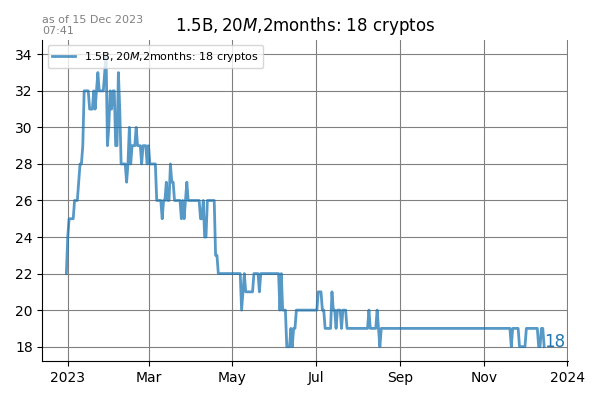 as of 15 Dec 2023
07:41
1.5B, 20M,2months: 18 cryptos
1.5B, 20M,2months: 18 cryptos
34
32
30
28
26
24
22
20
18
18
2023
Mar
May
Jul
Sep
Nov
2024